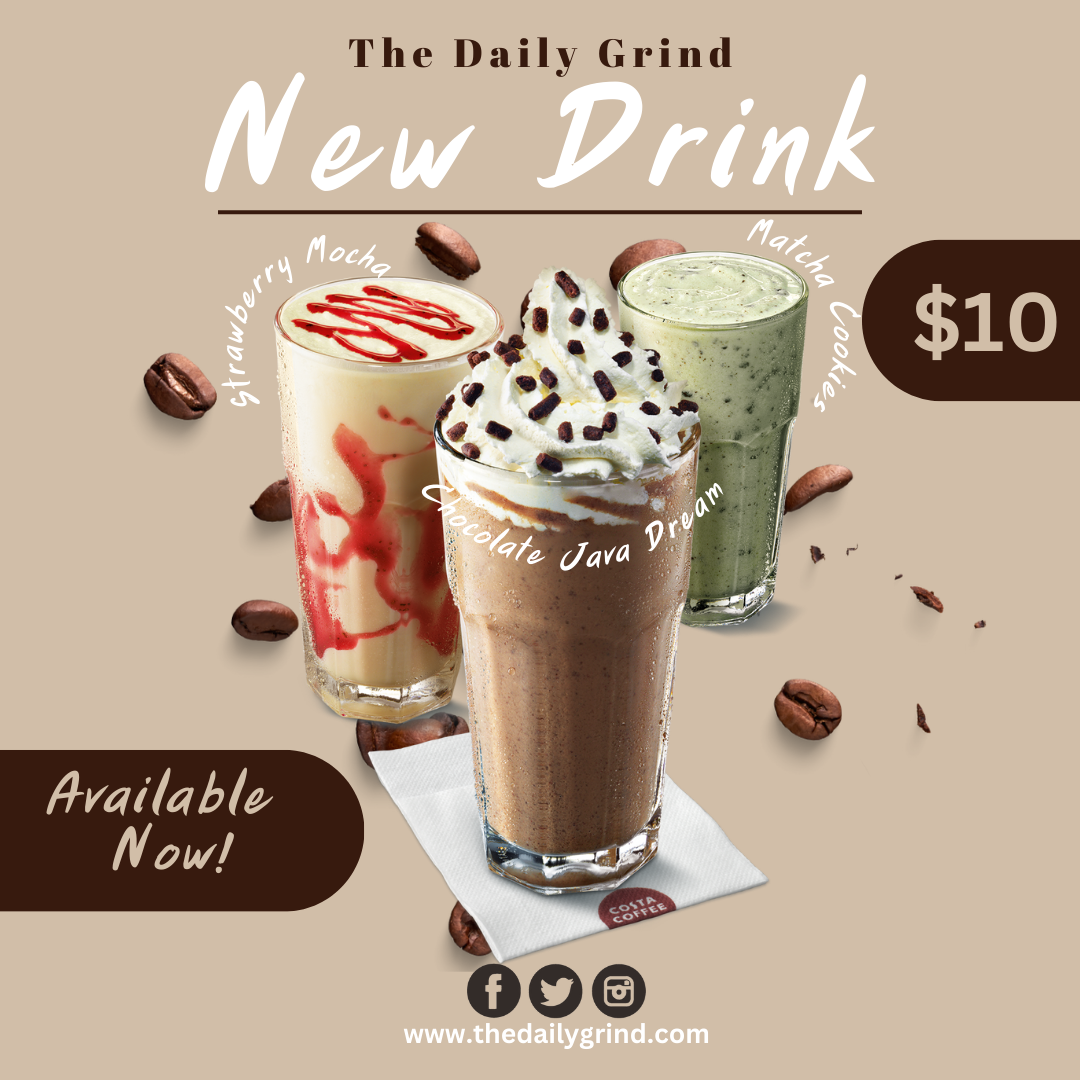 The Daily Grind
New Drink
Strawberry Mocha
Matcha Cookies
$10
Chocolate Java Dream
Available
Now!
COSTA
COFFEE
www.thedailygrind.com